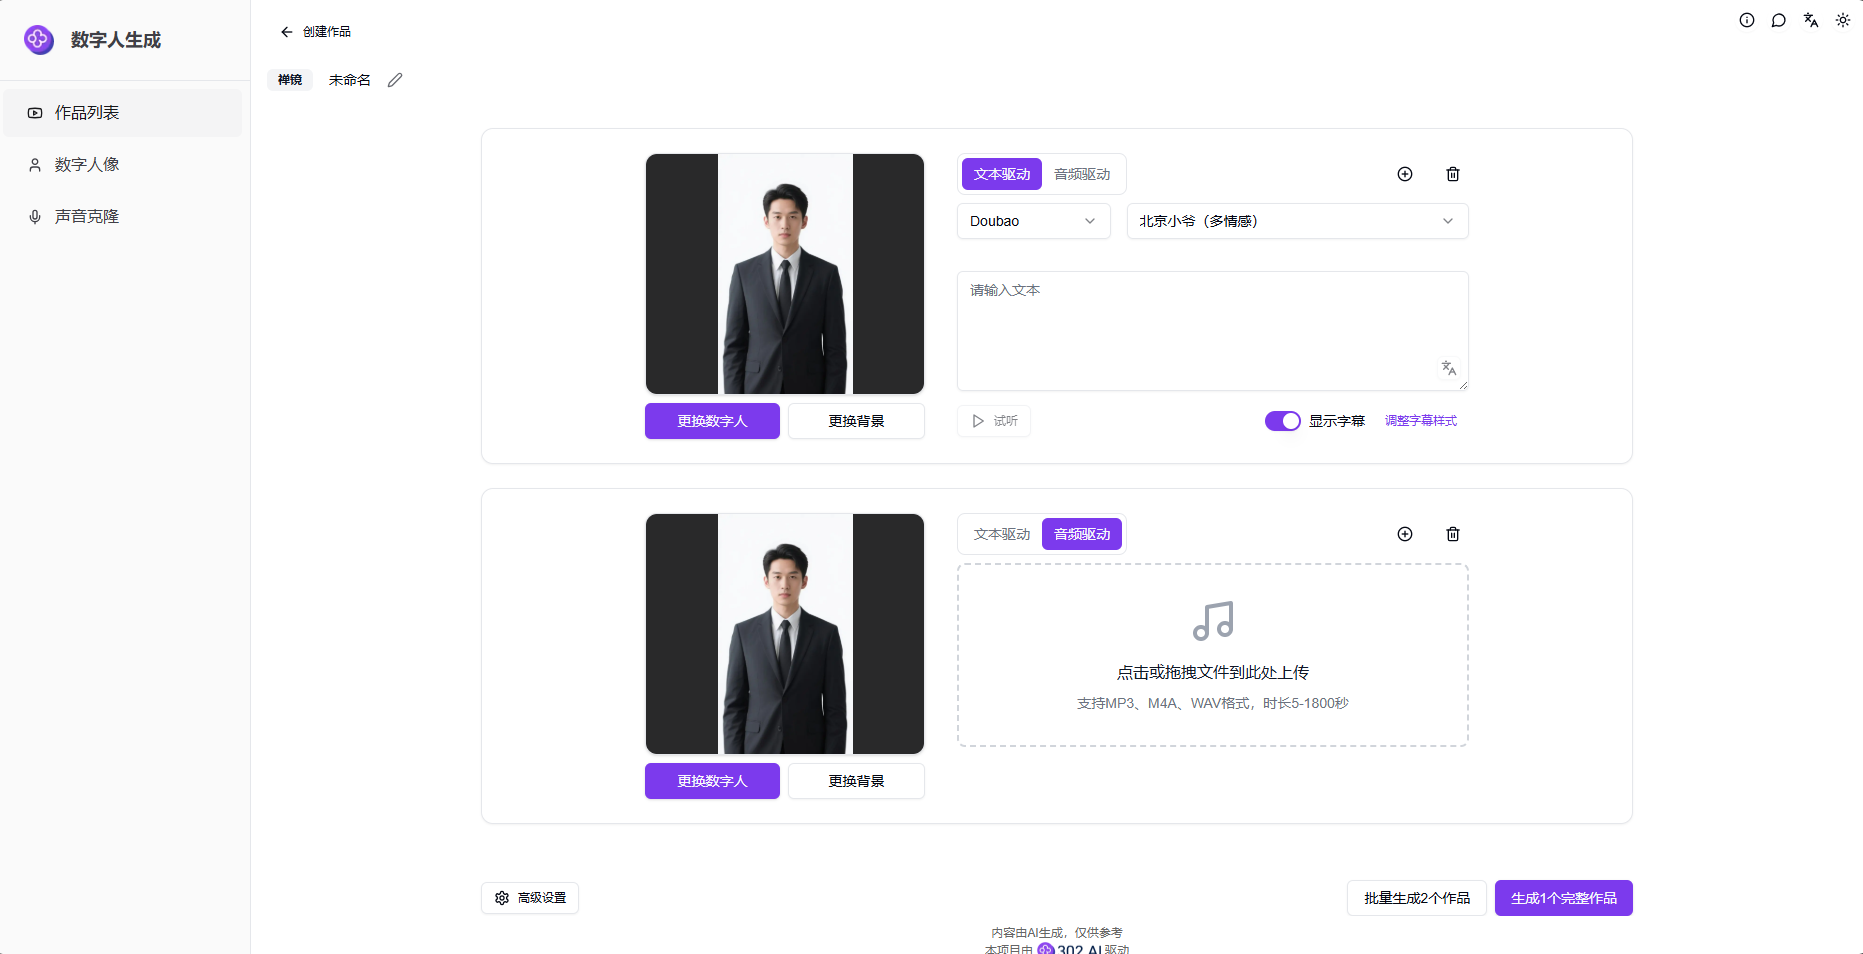 数字人生成
作品列表
数字人像
声音克隆
创建作品
禅镜 未命名
文本驱动 音频驱动
Doubao 北京小爷（多情感）
请输入文本
更换数字人 更换背景 试听 显示字幕 调整字幕样式
文本驱动 音频驱动
点击或拖拽文件到此处上传
支持MP3、M4A、WAV格式，时长5-1800秒
更换数字人 更换背景
高级设置 批量生成2个作品 生成1个完整作品
内容由AI生成，仅供参考
本项目由 302.AI 驱动